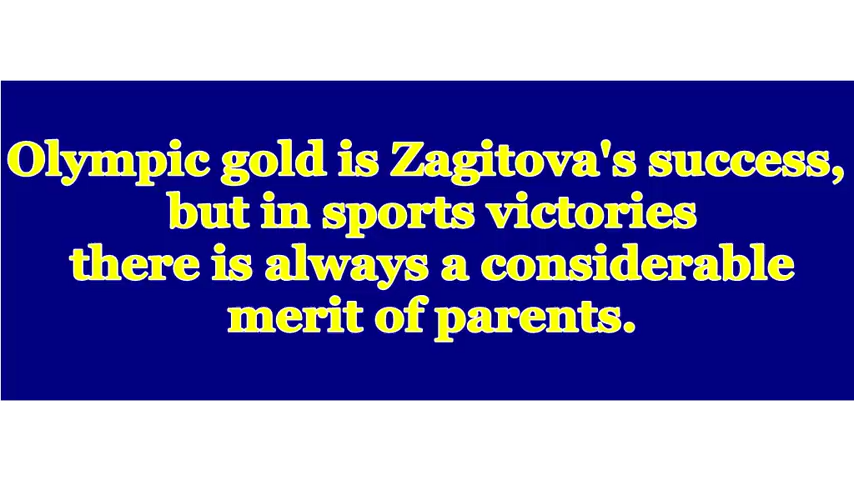 Olympic gold is Zagitova's success,
but in sports victories
there is always a considerable
merit of parents.